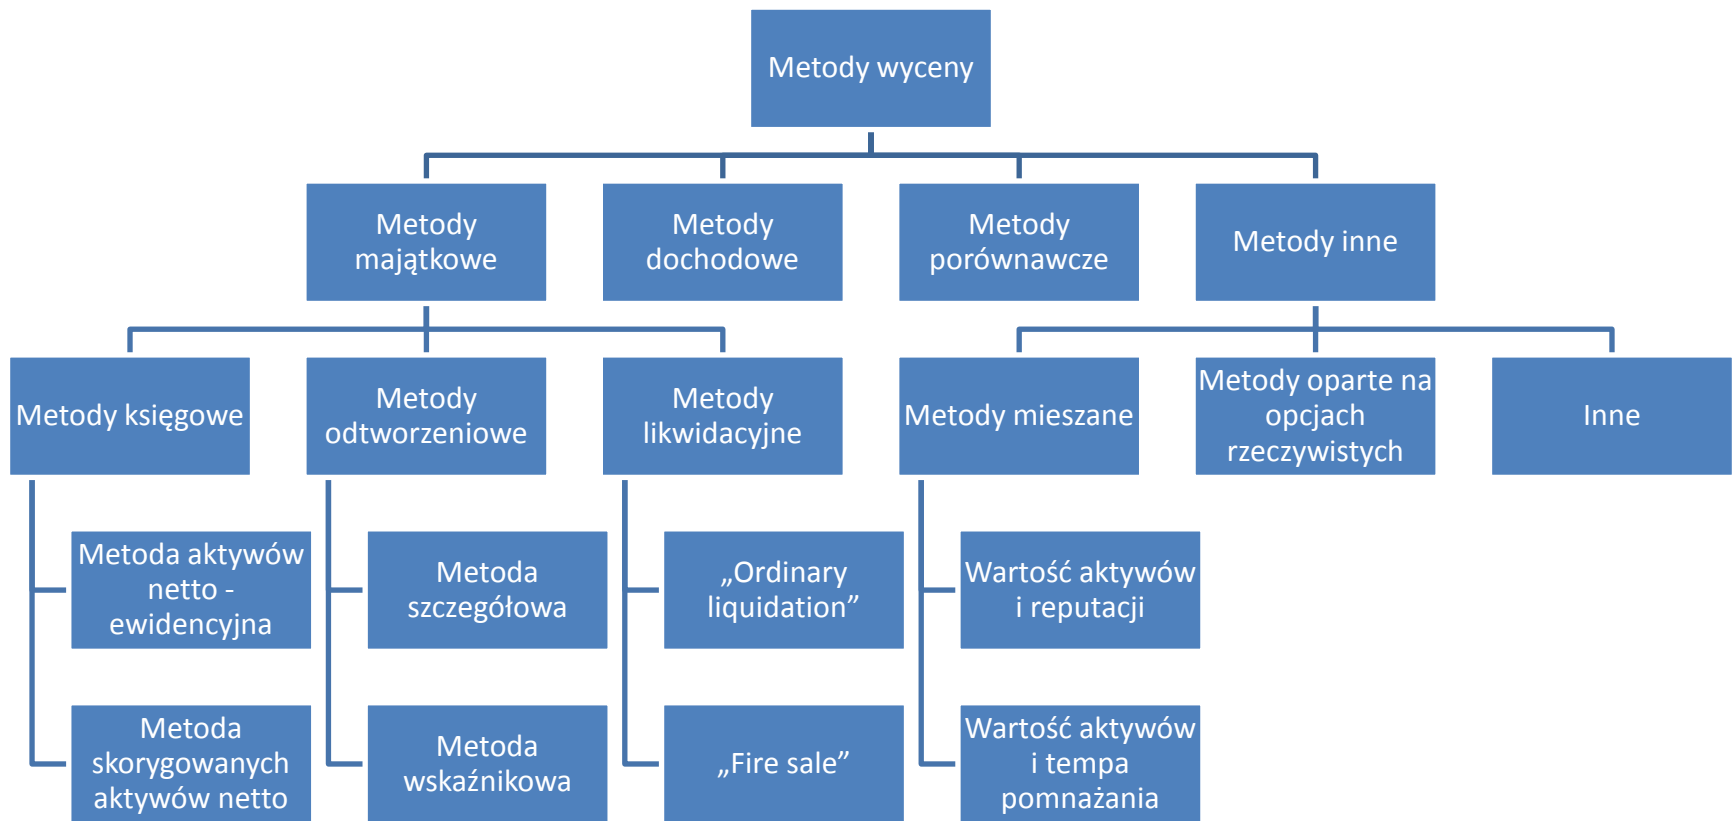 Metody wyceny
Metody
majątkowe
Metody
dochodowe
Metody
porównawcze
Metody inne
Metody księgowe
Metody
odtworzeniowe
Metody
likwidacyjne
Metody mieszane
Metody oparte na
opcjach
rzeczywistych
Inne
Metoda aktywów
netto -
ewidencyjna
Metoda
szczegółowa
„Ordinary
liquidation”
Wartość aktywów
i reputacji
Metoda
skorygowanych
aktywów netto
Metoda
wskaźnikowa
„Fire sale”
Wartość aktywów
i tempa
pomnażania